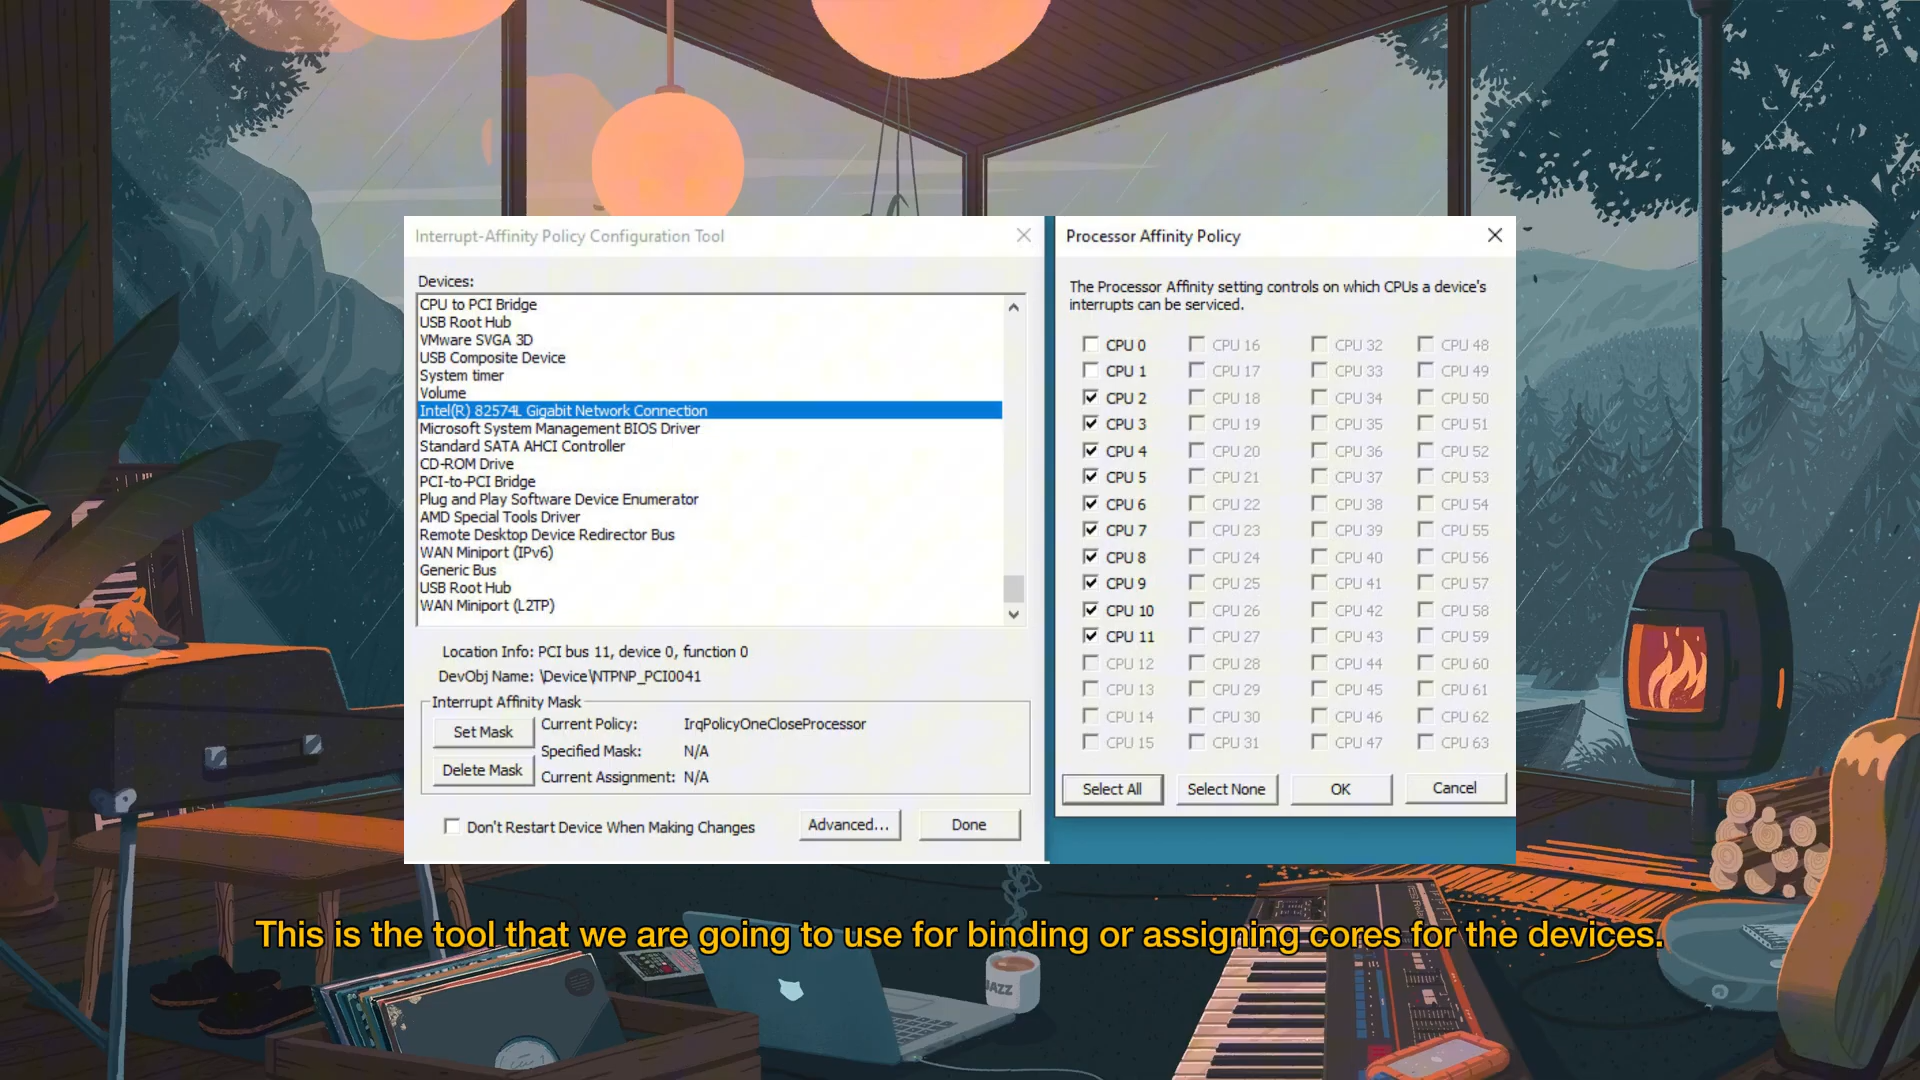 Interrupt-Affinity Policy Configuration Tool
Devices:
CPU to PCI Bridge
USB Root Hub
VMware SVGA 3D
USB Composite Device
System timer
Volume
Intel(R) 82574L Gigabit Network Connection
Microsoft System Management BIOS Driver
Standard SATA AHCI Controller
CD-ROM Drive
PCI-to-PCI Bridge
Plug and Play Software Device Enumerator
AMD Special Tools Driver
Remote Desktop Device Redirector Bus
WAN Miniport (IPv6)
Generic Bus
USB Root Hub
WAN Miniport (L2TP)
Location Info: PCI bus 11, device 0, function 0
DevObj Name: \Device\NTPNP_PCI0041
Interrupt Affinity Mask
Set Mask
Delete Mask
Current Policy: IrqPolicyOneCloseProcessor
Specified Mask: N/A
Current Assignment: N/A
Don't Restart Device When Making Changes
Advanced...
Done
Processor Affinity Policy
The Processor Affinity setting controls on which CPUs a device's
interrupts can be serviced.
CPU 0 CPU 16 CPU 32 CPU 48
CPU 1 CPU 17 CPU 33 CPU 49
CPU 2 CPU 18 CPU 34 CPU 50
CPU 3 CPU 19 CPU 35 CPU 51
CPU 4 CPU 20 CPU 36 CPU 52
CPU 5 CPU 21 CPU 37 CPU 53
CPU 6 CPU 22 CPU 38 CPU 54
CPU 7 CPU 23 CPU 39 CPU 55
CPU 8 CPU 24 CPU 40 CPU 56
CPU 9 CPU 25 CPU 41 CPU 57
CPU 10 CPU 26 CPU 42 CPU 58
CPU 11 CPU 27 CPU 43 CPU 59
CPU 12 CPU 28 CPU 44 CPU 60
CPU 13 CPU 29 CPU 45 CPU 61
CPU 14 CPU 30 CPU 46 CPU 62
CPU 15 CPU 31 CPU 47 CPU 63
Select All
Select None
OK
Cancel
This is the tool that we are going to use for binding or assigning cores for the devices.
JAZZ